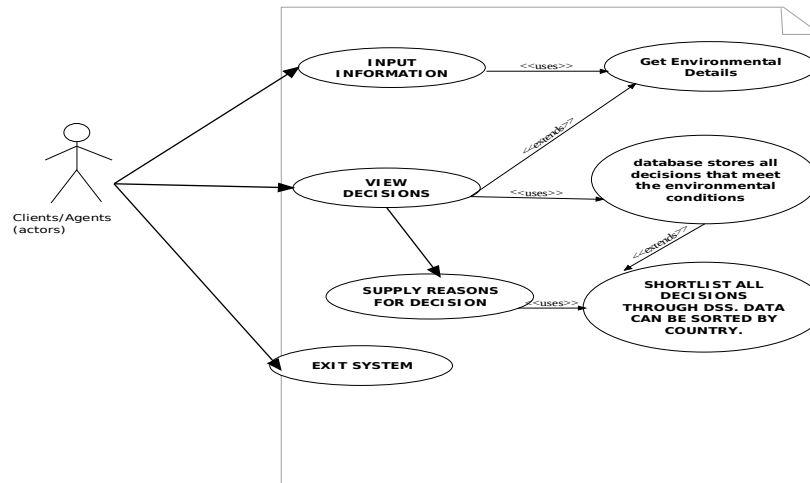 INPUT
INFORMATION
<<uses>>
Get Environmental
Details
<<extends>>
Clients/Agents
(actors)
VIEW
DECISIONS
<<uses>>
database stores all
decisions that meet
the environmental
conditions
<<extends>>
SUPPLY REASONS
FOR DECISION
<<uses>>
SHORTLIST ALL
DECISIONS
THROUGH DSS. DATA
CAN BE SORTED BY
COUNTRY.
EXIT SYSTEM